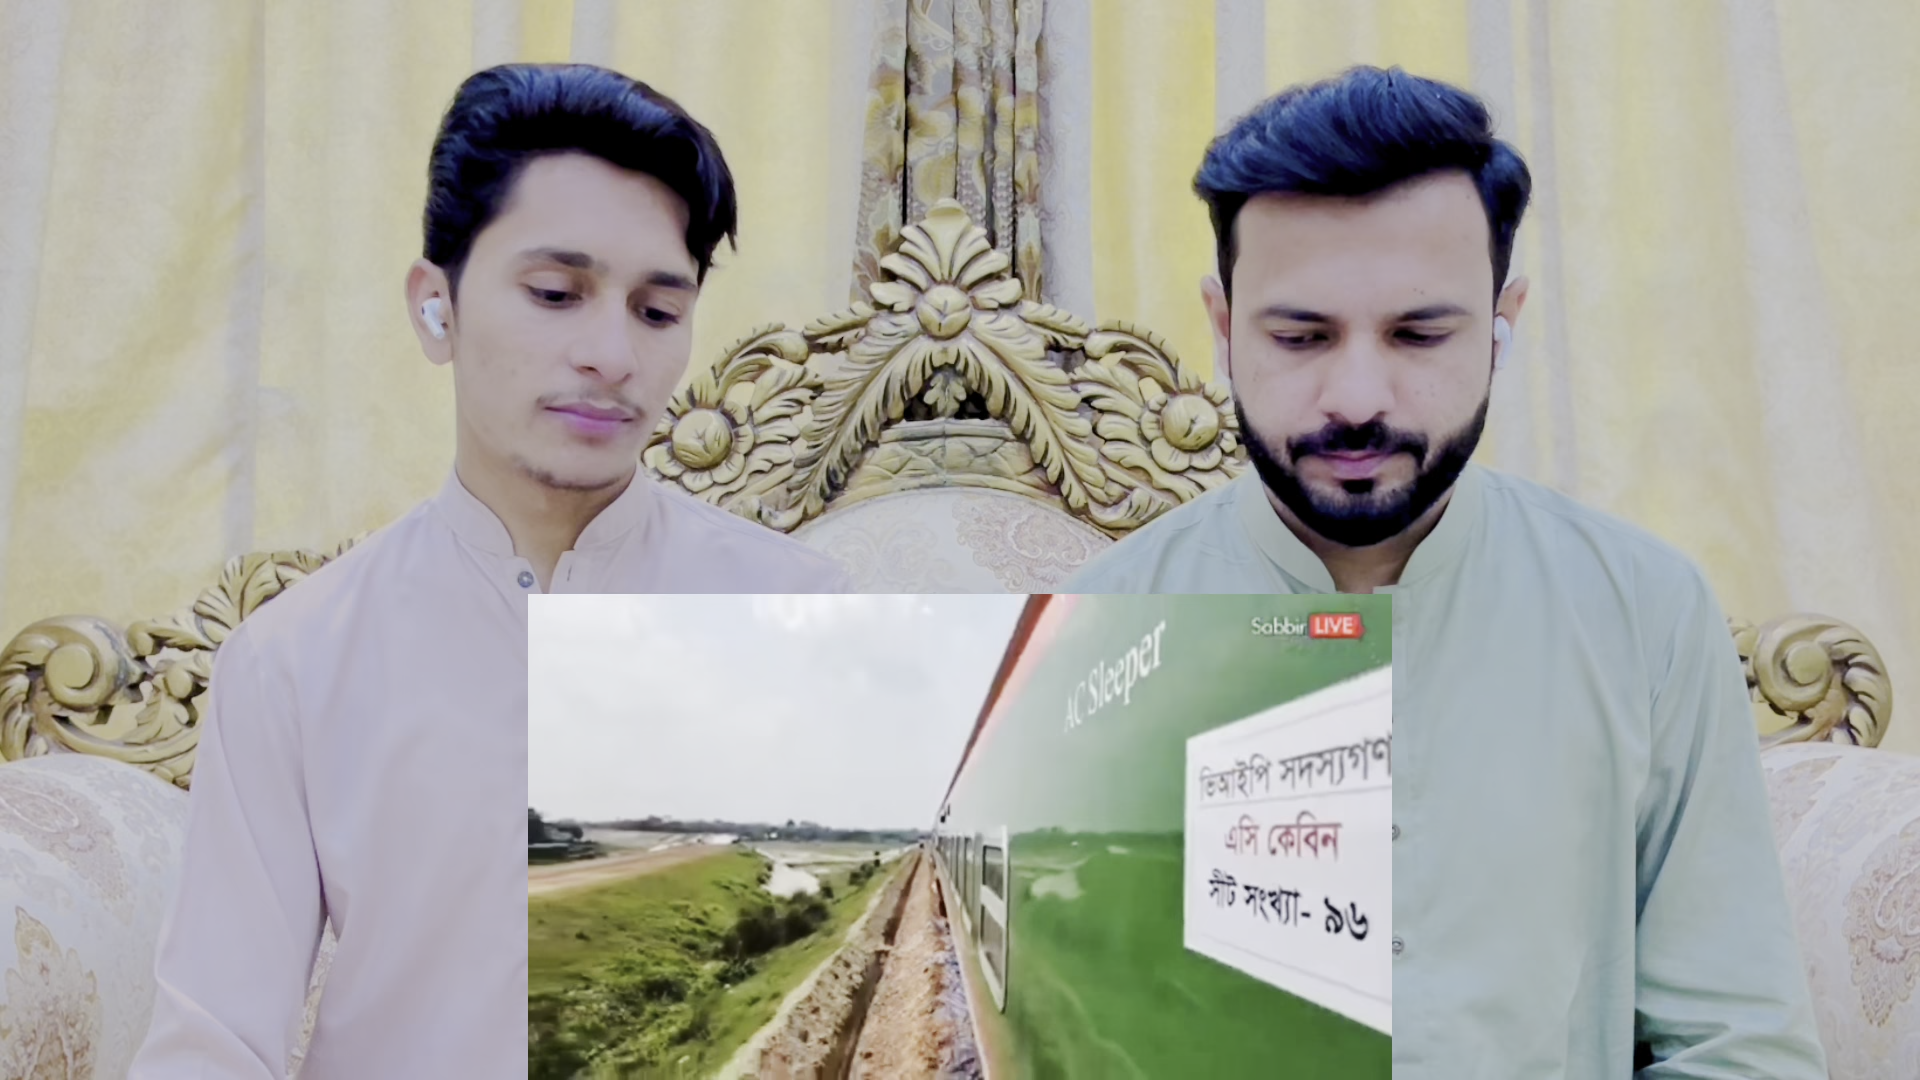 Sabbir LIVE
AC Sleeper
ভিআইপি সদস্যগণ
এসি কেবিন
সীট সংখ্যা- ৯৬